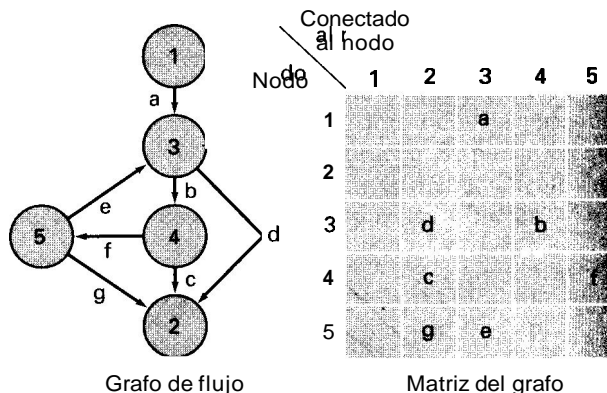 Conectado
al nodo
Nodo
1 2 3 4 5
1 a
2
3 d b
4 c f
5 g e
1
a
3
b
e
5
4
d
f
c
g
2
Grafo de flujo
Matriz del grafo